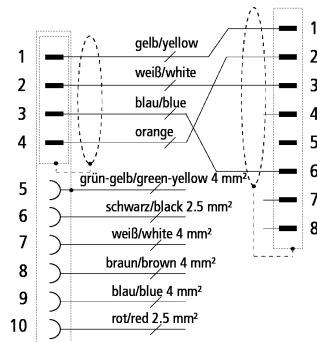 gelb/yellow
weiß/white
blau/blue
orange
grün-gelb/green-yellow 4 mm²
schwarz/black 2.5 mm²
weiß/white 4 mm²
braun/brown 4 mm²
blau/blue 4 mm²
rot/red 2.5 mm²
1
2
3
4
5
6
7
8
9
10
1
2
3
4
5
6
7
8